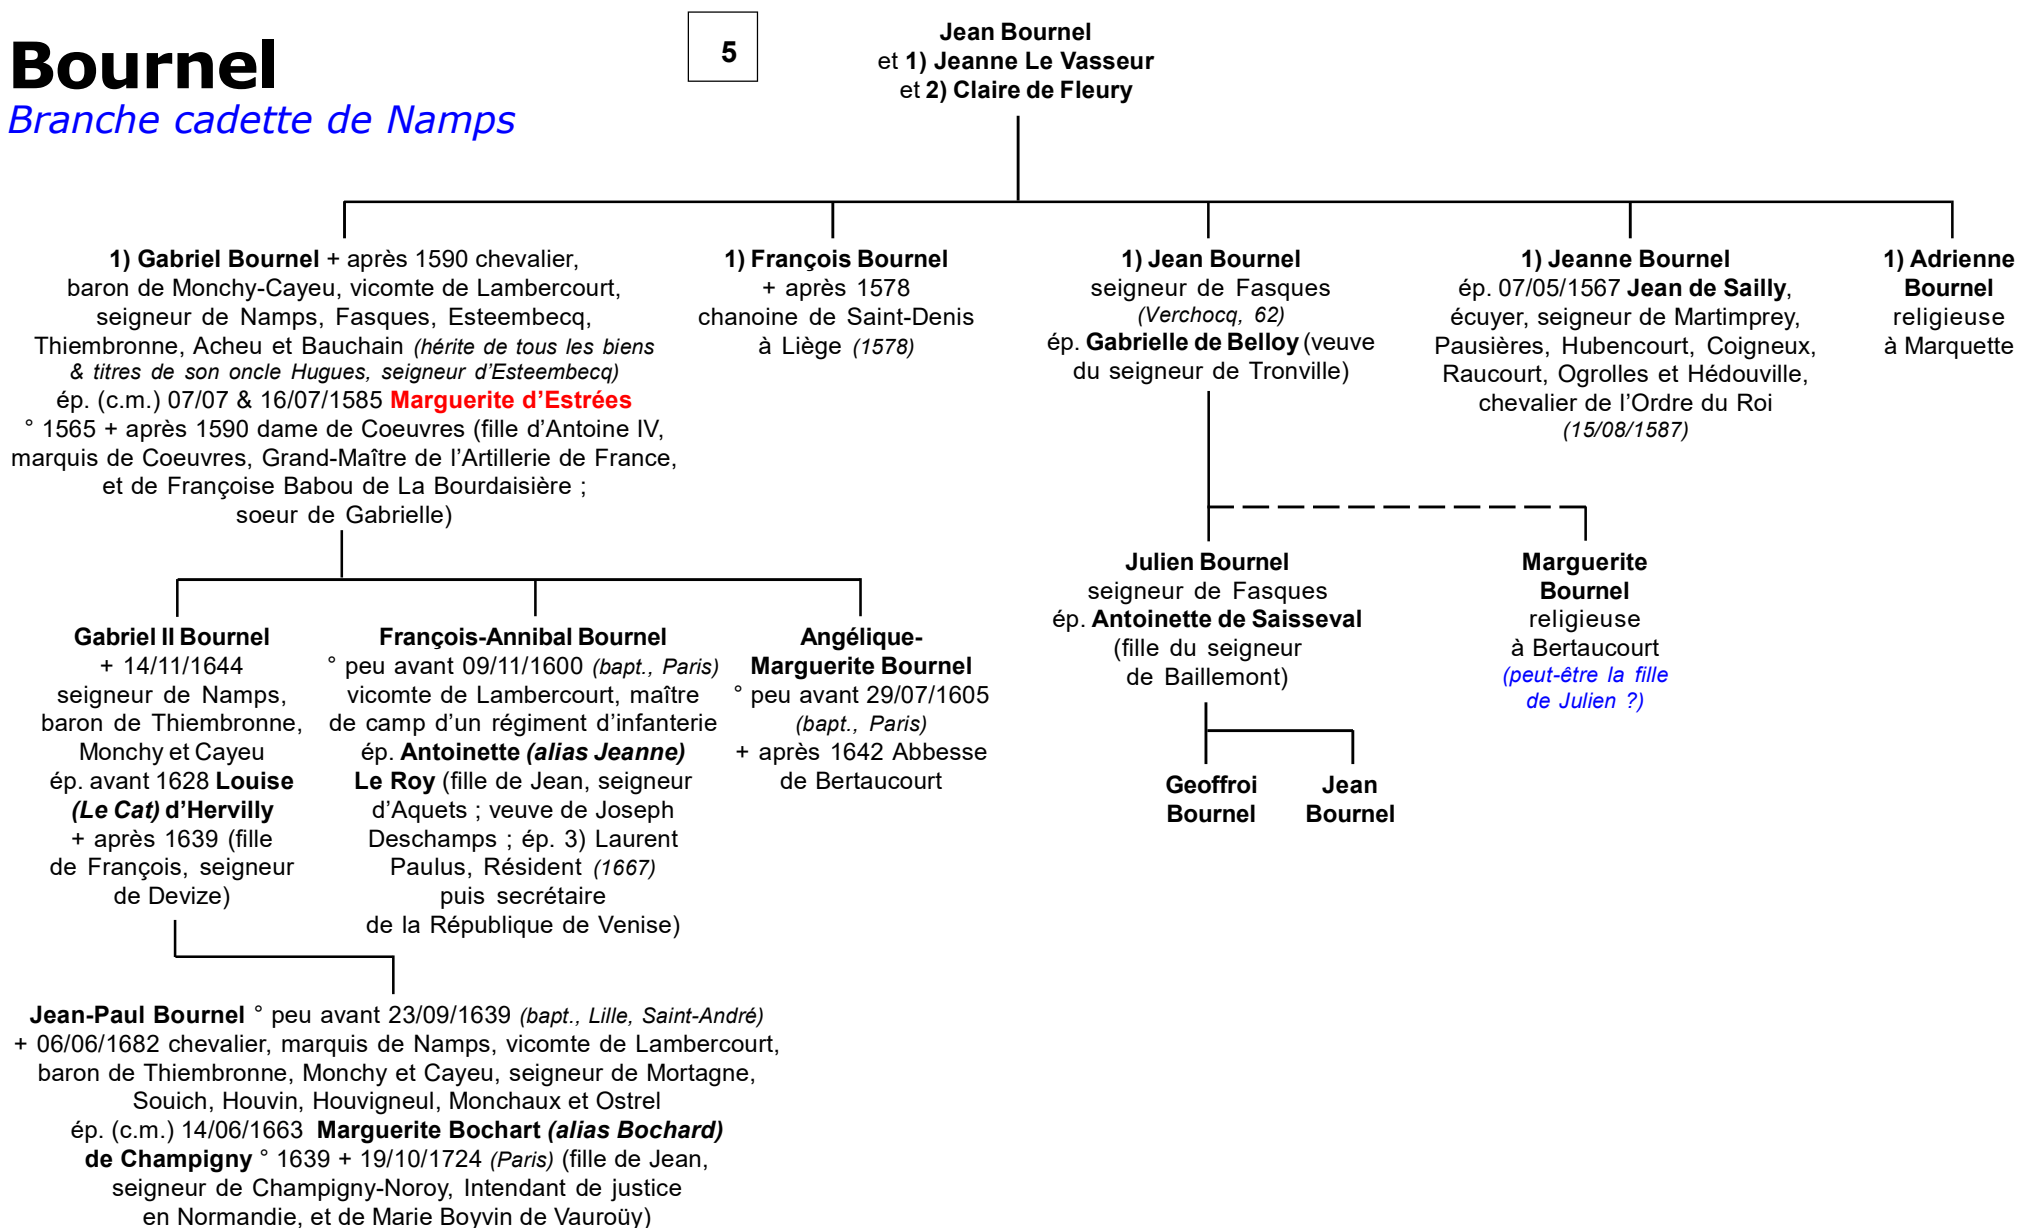 Bournel
Branche cadette de Namps
5
Jean Bournel
et 1) Jeanne Le Vasseur
et 2) Claire de Fleury
1) Gabriel Bournel + après 1590 chevalier,
baron de Monchy-Cayeu, vicomte de Lambercourt,
seigneur de Namps, Fasques, Esteembecq,
Thiembronne, Acheu et Bauchain (hérite de tous les biens
& titres de son oncle Hugues, seigneur d'Esteembecq)
ép. (c.m.) 07/07 & 16/07/1585 Marguerite d'Estrées
° 1565 + après 1590 dame de Coeuvres (fille d'Antoine IV,
marquis de Coeuvres, Grand-Maître de l'Artillerie de France,
et de Françoise Babou de La Bourdaisière ;
soeur de Gabrielle)
1) François Bournel
+ après 1578
chanoine de Saint-Denis
à Liège (1578)
1) Jean Bournel
seigneur de Fasques
(Verchocq, 62)
ép. Gabrielle de Belloy (veuve
du seigneur de Tronville)
1) Jeanne Bournel
ép. 07/05/1567 Jean de Sailly,
écuyer, seigneur de Martimprey,
Pausières, Hubencourt, Coigneux,
Raucourt, Ogrolles et Hédouville,
chevalier de l'Ordre du Roi
(15/08/1587)
1) Adrienne
Bournel
religieuse
à Marquette
Gabriel II Bournel
+ 14/11/1644
seigneur de Namps,
baron de Thiembronne,
Monchy et Cayeu
ép. avant 1628 Louise
(Le Cat) d'Hervilly
+ après 1639 (fille
de François, seigneur
de Devize)
François-Annibal Bournel
° peu avant 09/11/1600 (bapt., Paris)
vicomte de Lambercourt, maître
de camp d'un régiment d'infanterie
ép. Antoinette (alias Jeanne)
Le Roy (fille de Jean, seigneur
d'Aquets ; veuve de Joseph
Deschamps ; ép. 3) Laurent
Paulus, Résident (1667)
puis secrétaire
de la République de Venise)
Angélique-
Marguerite Bournel
° peu avant 29/07/1605
(bapt., Paris)
+ après 1642 Abbesse
de Bertaucourt
Julien Bournel
seigneur de Fasques
ép. Antoinette de Saisseval
(fille du seigneur
de Baillemont)
Marguerite
Bournel
religieuse
à Bertaucourt
(peut-être la fille
de Julien ?)
Geoffroi
Bournel
Jean
Bournel
Jean-Paul Bournel ° peu avant 23/09/1639 (bapt., Lille, Saint-André)
+ 06/06/1682 chevalier, marquis de Namps, vicomte de Lambercourt,
baron de Thiembronne, Monchy et Cayeu, seigneur de Mortagne,
Souich, Houvin, Houvigneul, Monchaux et Ostrel
ép. (c.m.) 14/06/1663 Marguerite Bochart (alias Bochard)
de Champigny ° 1639 + 19/10/1724 (Paris) (fille de Jean,
seigneur de Champigny-Noroy, Intendant de justice
en Normandie, et de Marie Boyvin de Vauroüy)